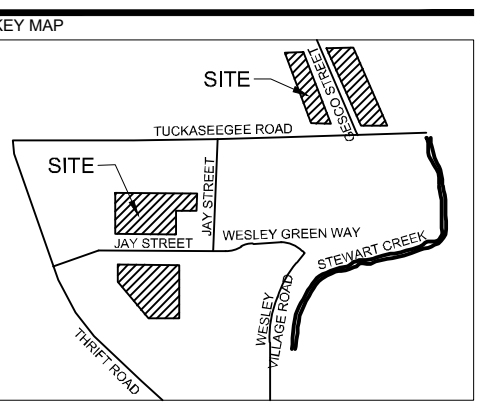 KEY MAP
SITE
GESCO STREET
TUCKASEEGEE ROAD
SITE
JAY STREET
JAY STREET
WESLEY GREEN WAY
STEWART CREEK
WESLEY
VILLAGE ROAD
THRIFT ROAD